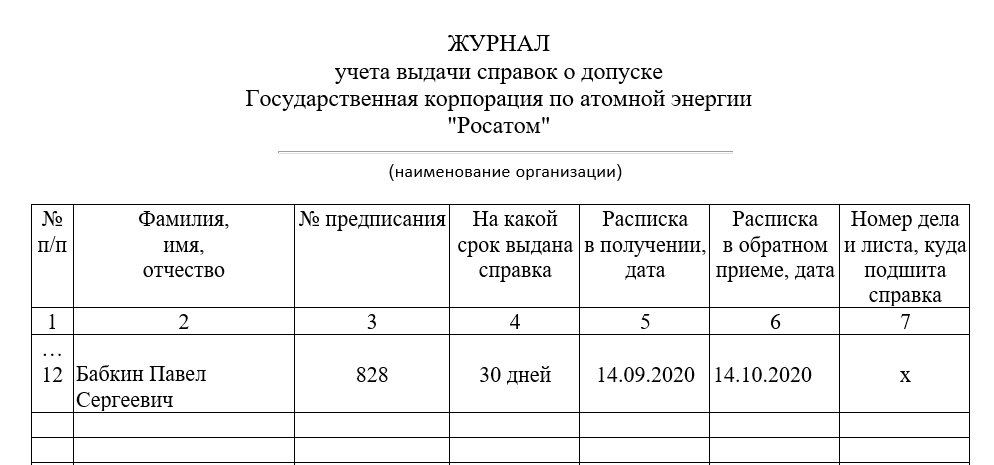 ЖУРНАЛ
учета выдачи справок о допуске
Государственная корпорация по атомной энергии
"Росатом"
(наименование организации)
№ п/п
Фамилия,
имя,
отчество
№ предписания
На какой
срок выдана
справка
Расписка
в получении,
дата
Расписка
в обратном
приеме, дата
Номер дела
и листа, куда
подшита
справка
1 2 3 4 5 6 7
…
12 Бабкин Павел 828 30 дней 14.09.2020 14.10.2020 х
Сергеевич